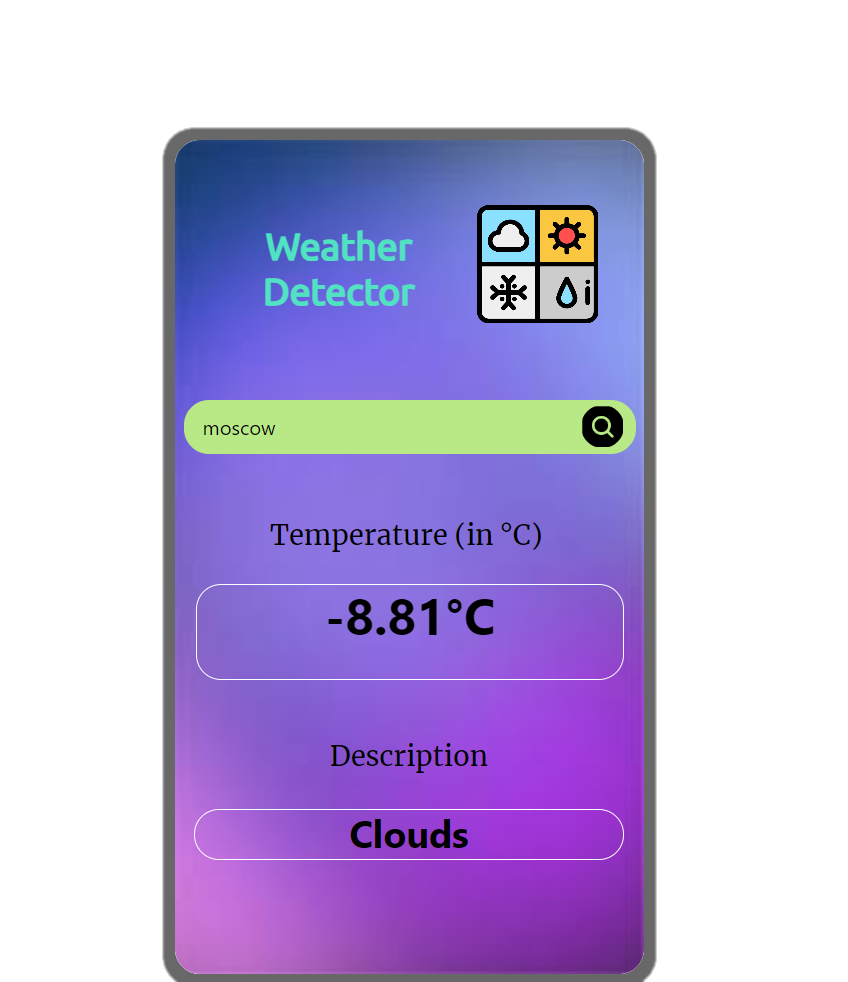 Weather
Detector
moscow
Temperature (in °C)
-8.81°C
Description
Clouds